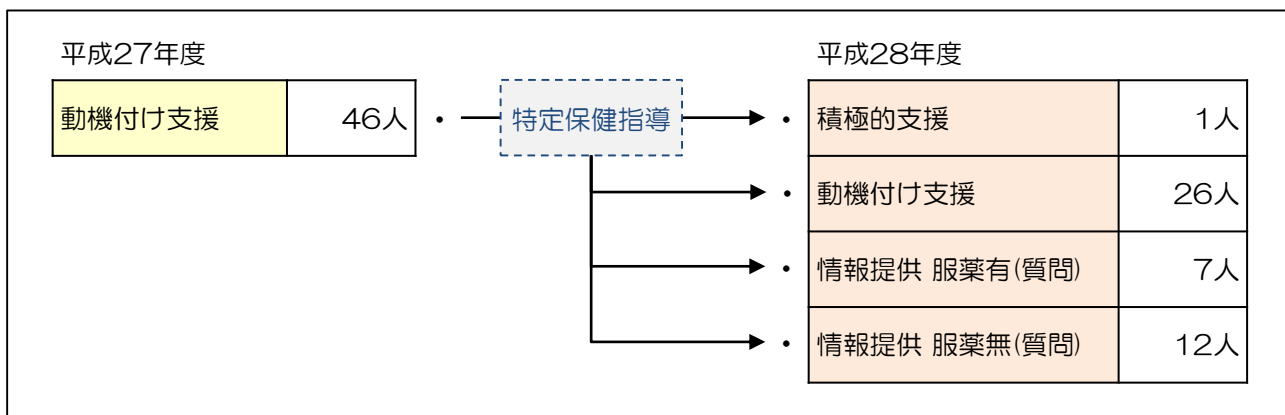 平成27年度
動機付け支援 46人 ・ 特定保健指導
平成28年度
・ 積極的支援 1人
・ 動機付け支援 26人
・ 情報提供 服薬有(質問) 7人
・ 情報提供 服薬無(質問) 12人